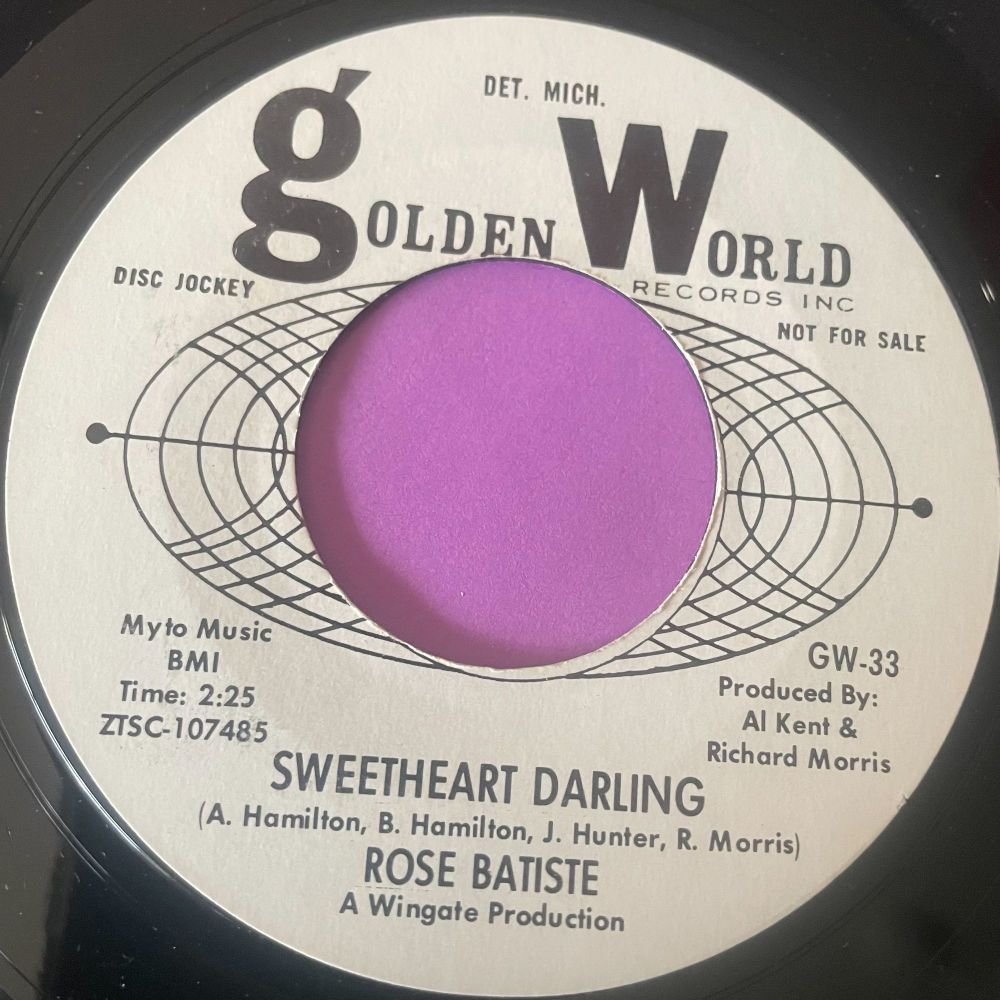 DET. MICH.
gOLDEN WORLD
RECORDS INC
DISC JOCKEY
NOT FOR SALE
Myto Music
BMI
Time: 2:25
ZTSC-107485
GW-33
Produced By:
Al Kent &
Richard Morris
SWEETHEART DARLING
(A. Hamilton, B. Hamilton, J. Hunter, R. Morris)
ROSE BATISTE
A Wingate Production